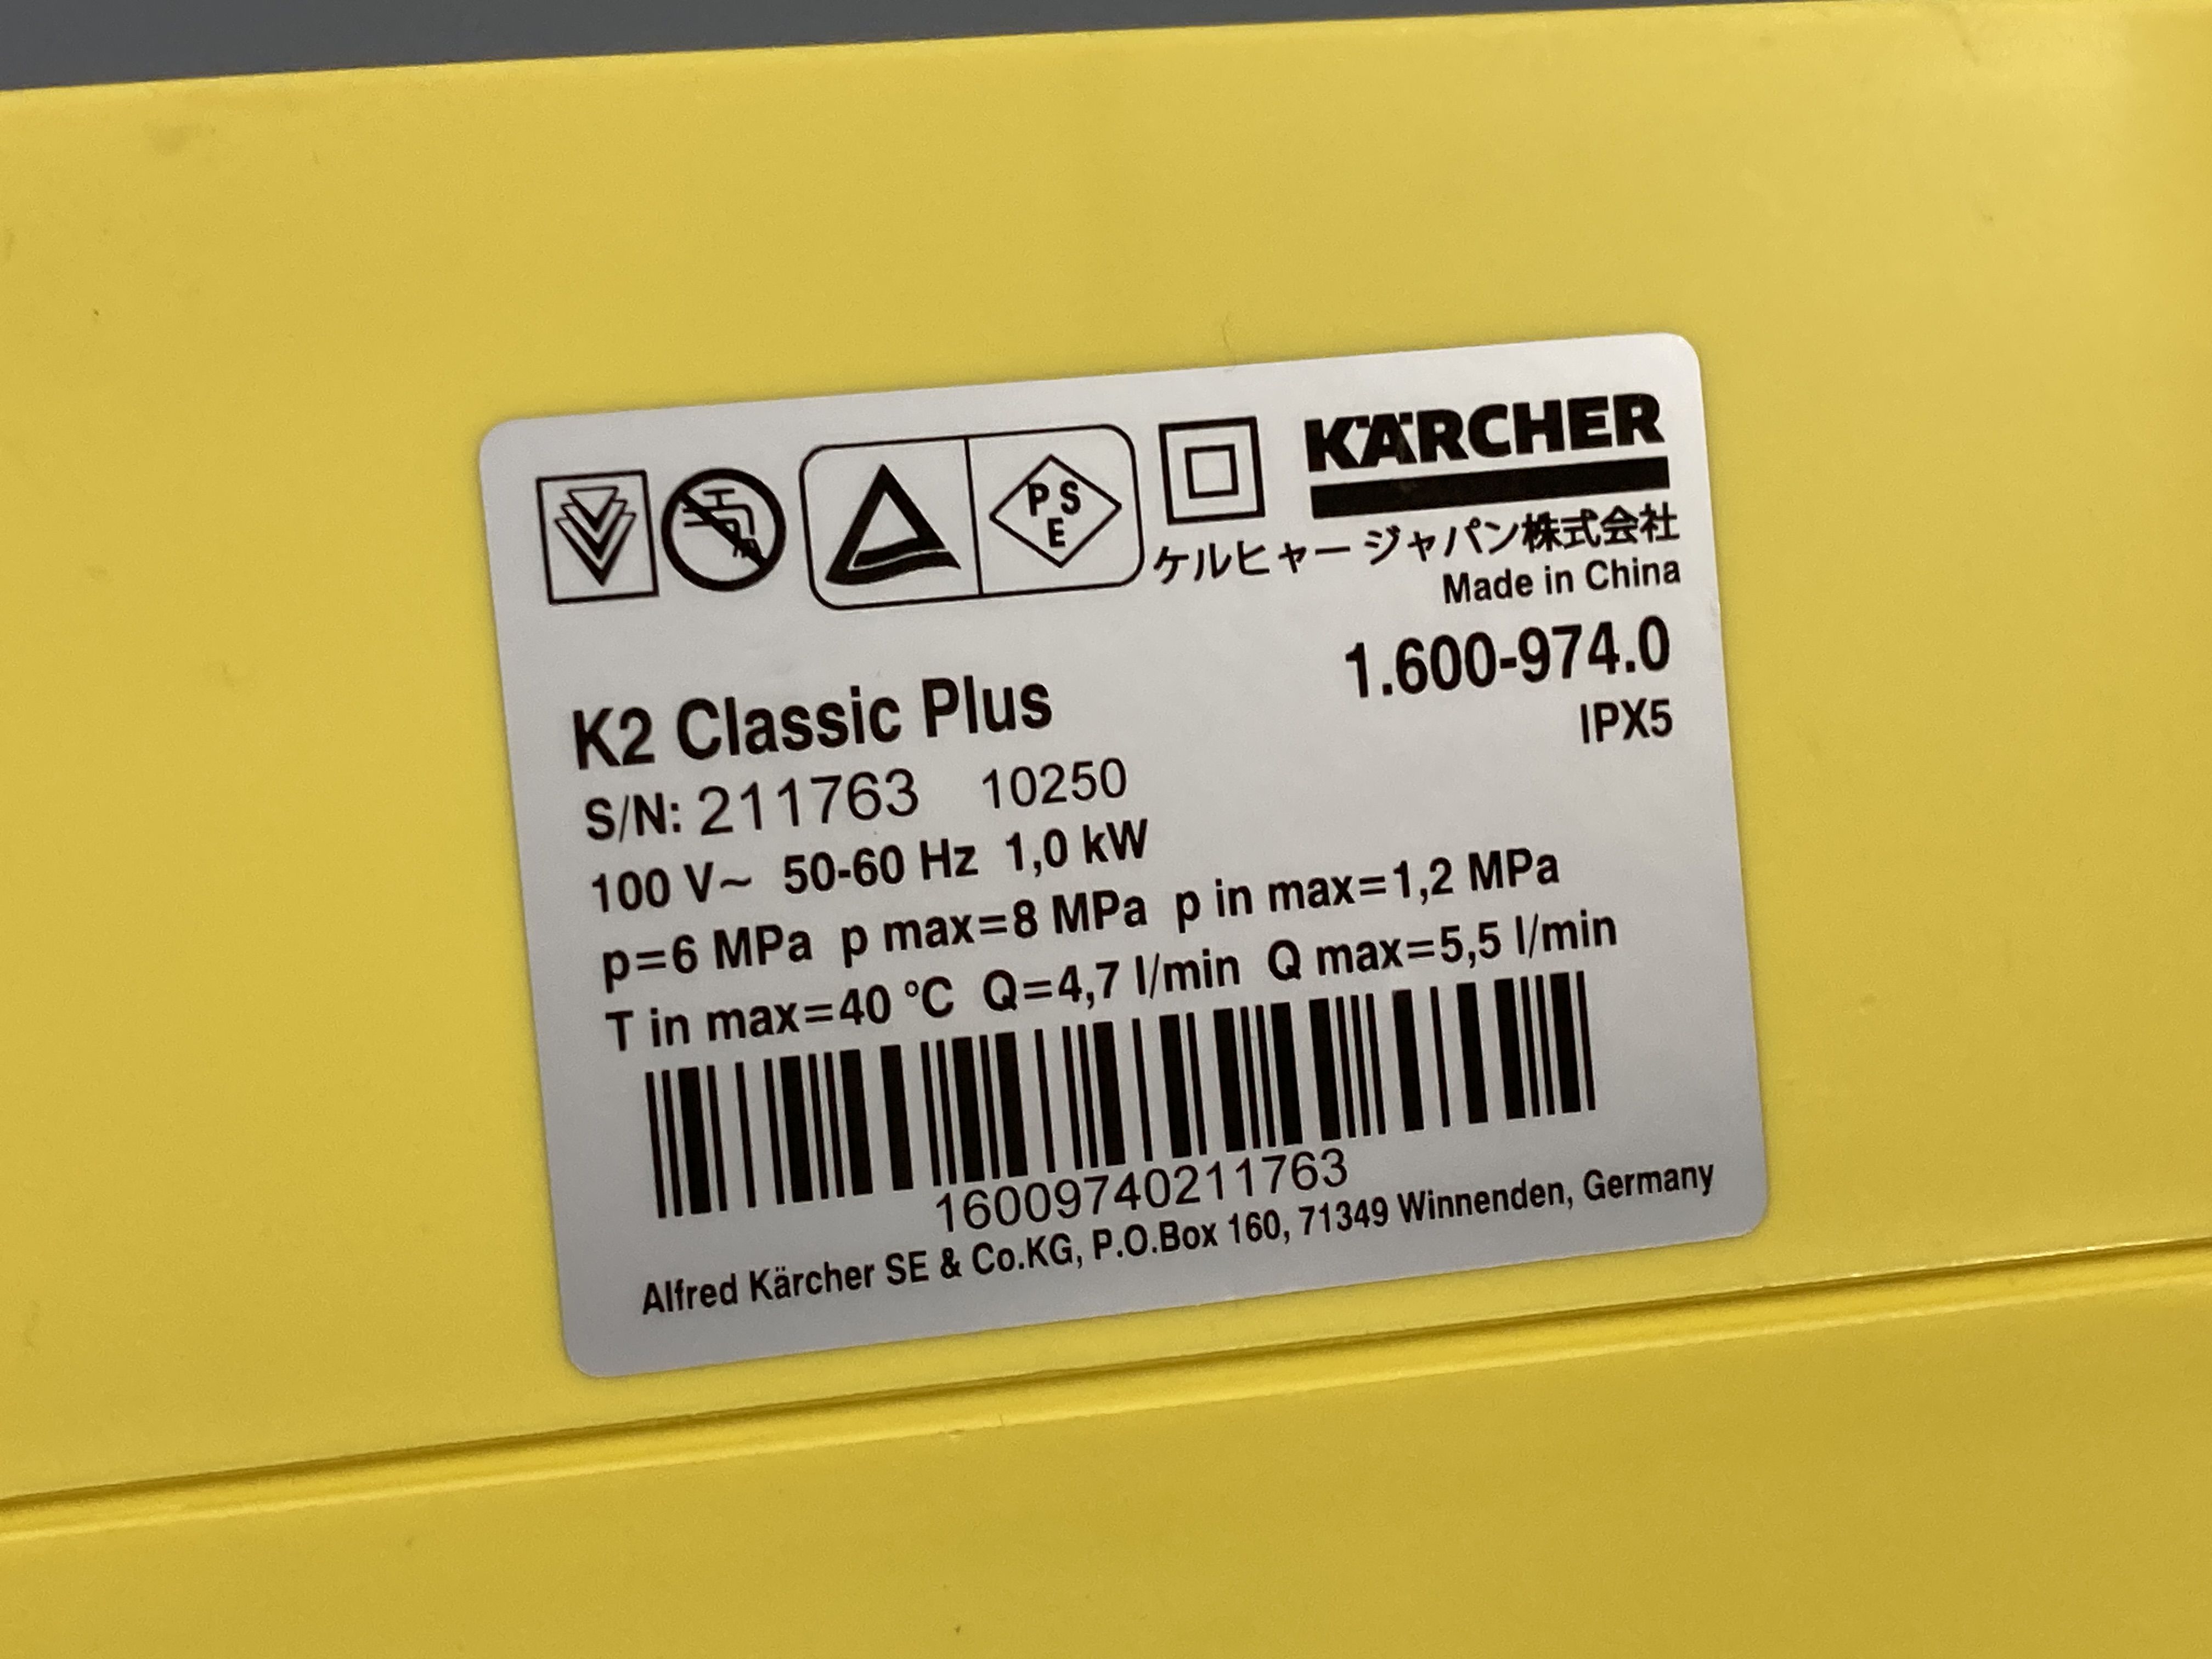 KÄRCHER
P S
E
ケルヒャー ジャパン株式会社
Made in China
1.600-974.0
IPX5
K2 Classic Plus
S/N: 211763 10250
100 V~ 50-60 Hz 1,0 kW
p=6 MPa p max=8 MPa p in max=1,2 MPa
T in max=40 °C Q=4,7 l/min Q max=5,5 l/min
16009740211763
Alfred Kärcher SE & Co.KG, P.O.Box 160, 71349 Winnenden, Germany